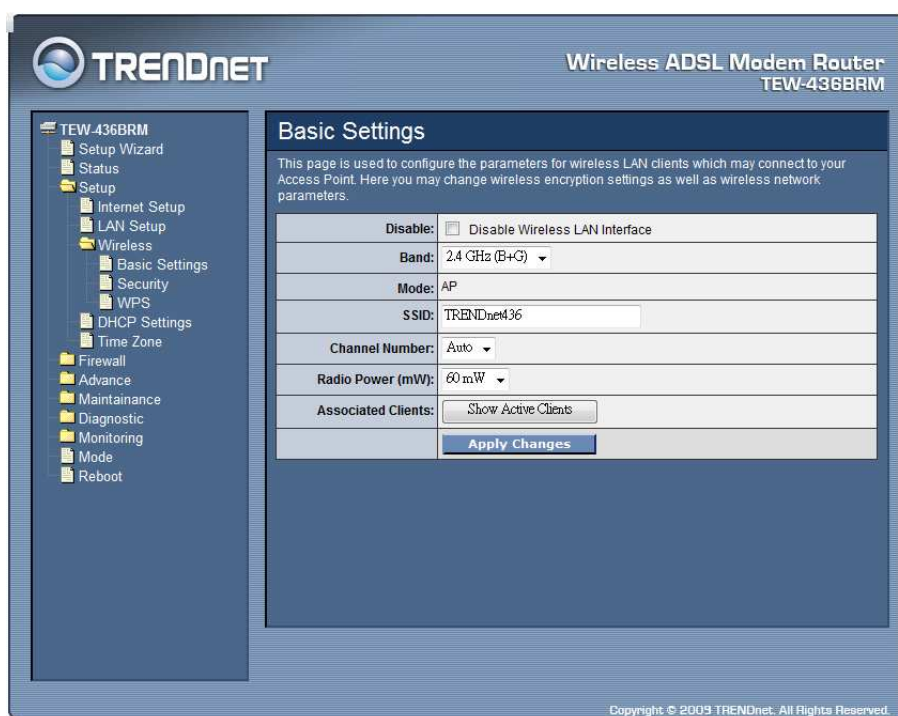 TRENDNET
Wireless ADSL Modem Router
TEW-436BRM
TEW-436BRM
Setup Wizard
Status
Setup
Internet Setup
LAN Setup
Wireless
Basic Settings
Security
WPS
DHCP Settings
Time Zone
Firewall
Advance
Maintainance
Diagnostic
Monitoring
Mode
Reboot
Basic Settings
This page is used to configure the parameters for wireless LAN clients which may connect to your
Access Point. Here you may change wireless encryption settings as well as wireless network
parameters.
Disable: Disable Wireless LAN Interface
Band: 2.4 GHz (B+G)
Mode: AP
SSID: TRENDnet436
Channel Number: Auto
Radio Power (mW): 60 mW
Associated Clients: Show Active Clients
Apply Changes
Copyright © 2009 TRENDnet. All Rights Reserved.